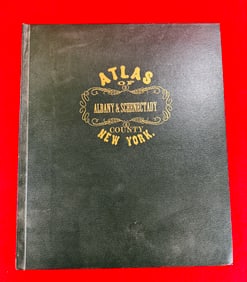 ATLAS
OF
ALBANY & SCHENECTADY
COUNTY
NEW YORK.